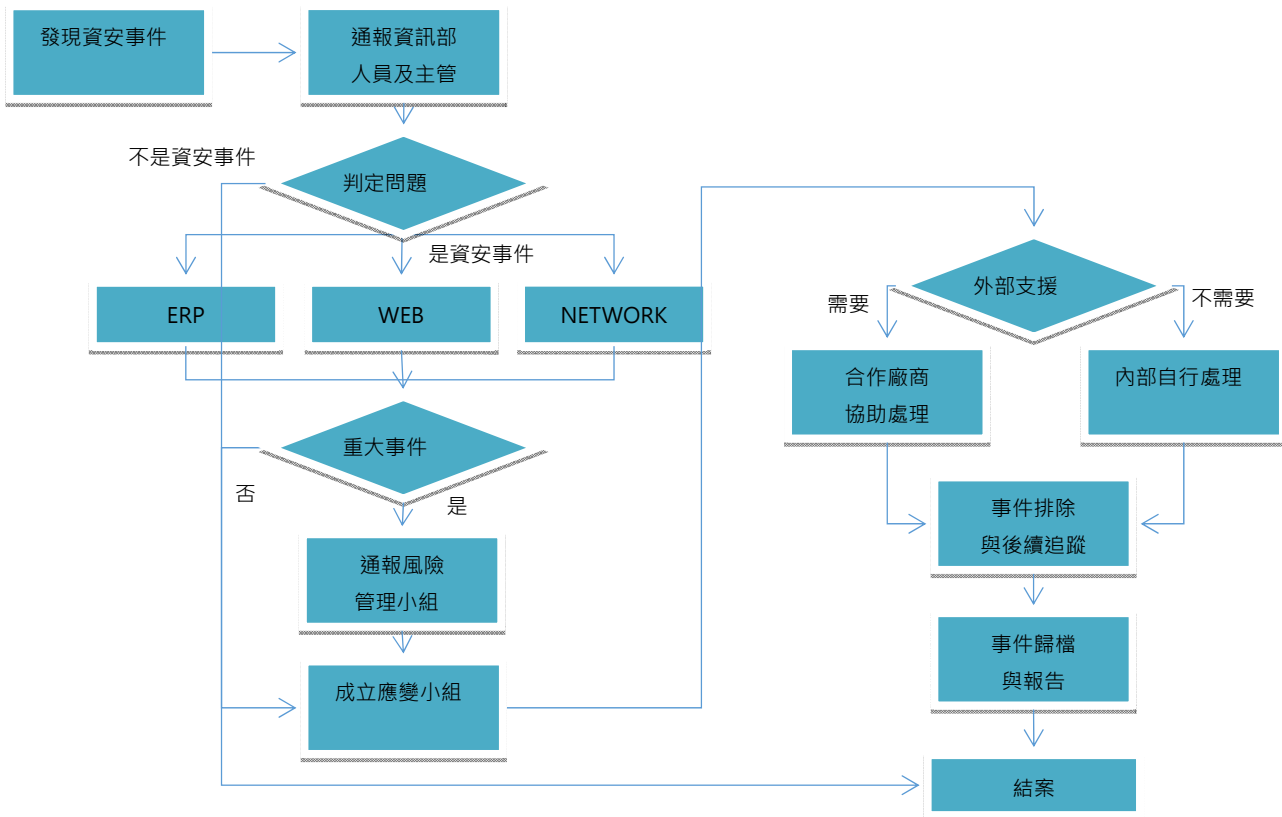 發現資安事件
通報資訊部
人員及主管
不是資安事件
判定問題
是資安事件
ERP
WEB
NETWORK
重大事件
否
是
通報風險
管理小組
成立應變小組
外部支援
需要
不需要
合作廠商
協助處理
內部自行處理
事件排除
與後續追蹤
事件歸檔
與報告
結案